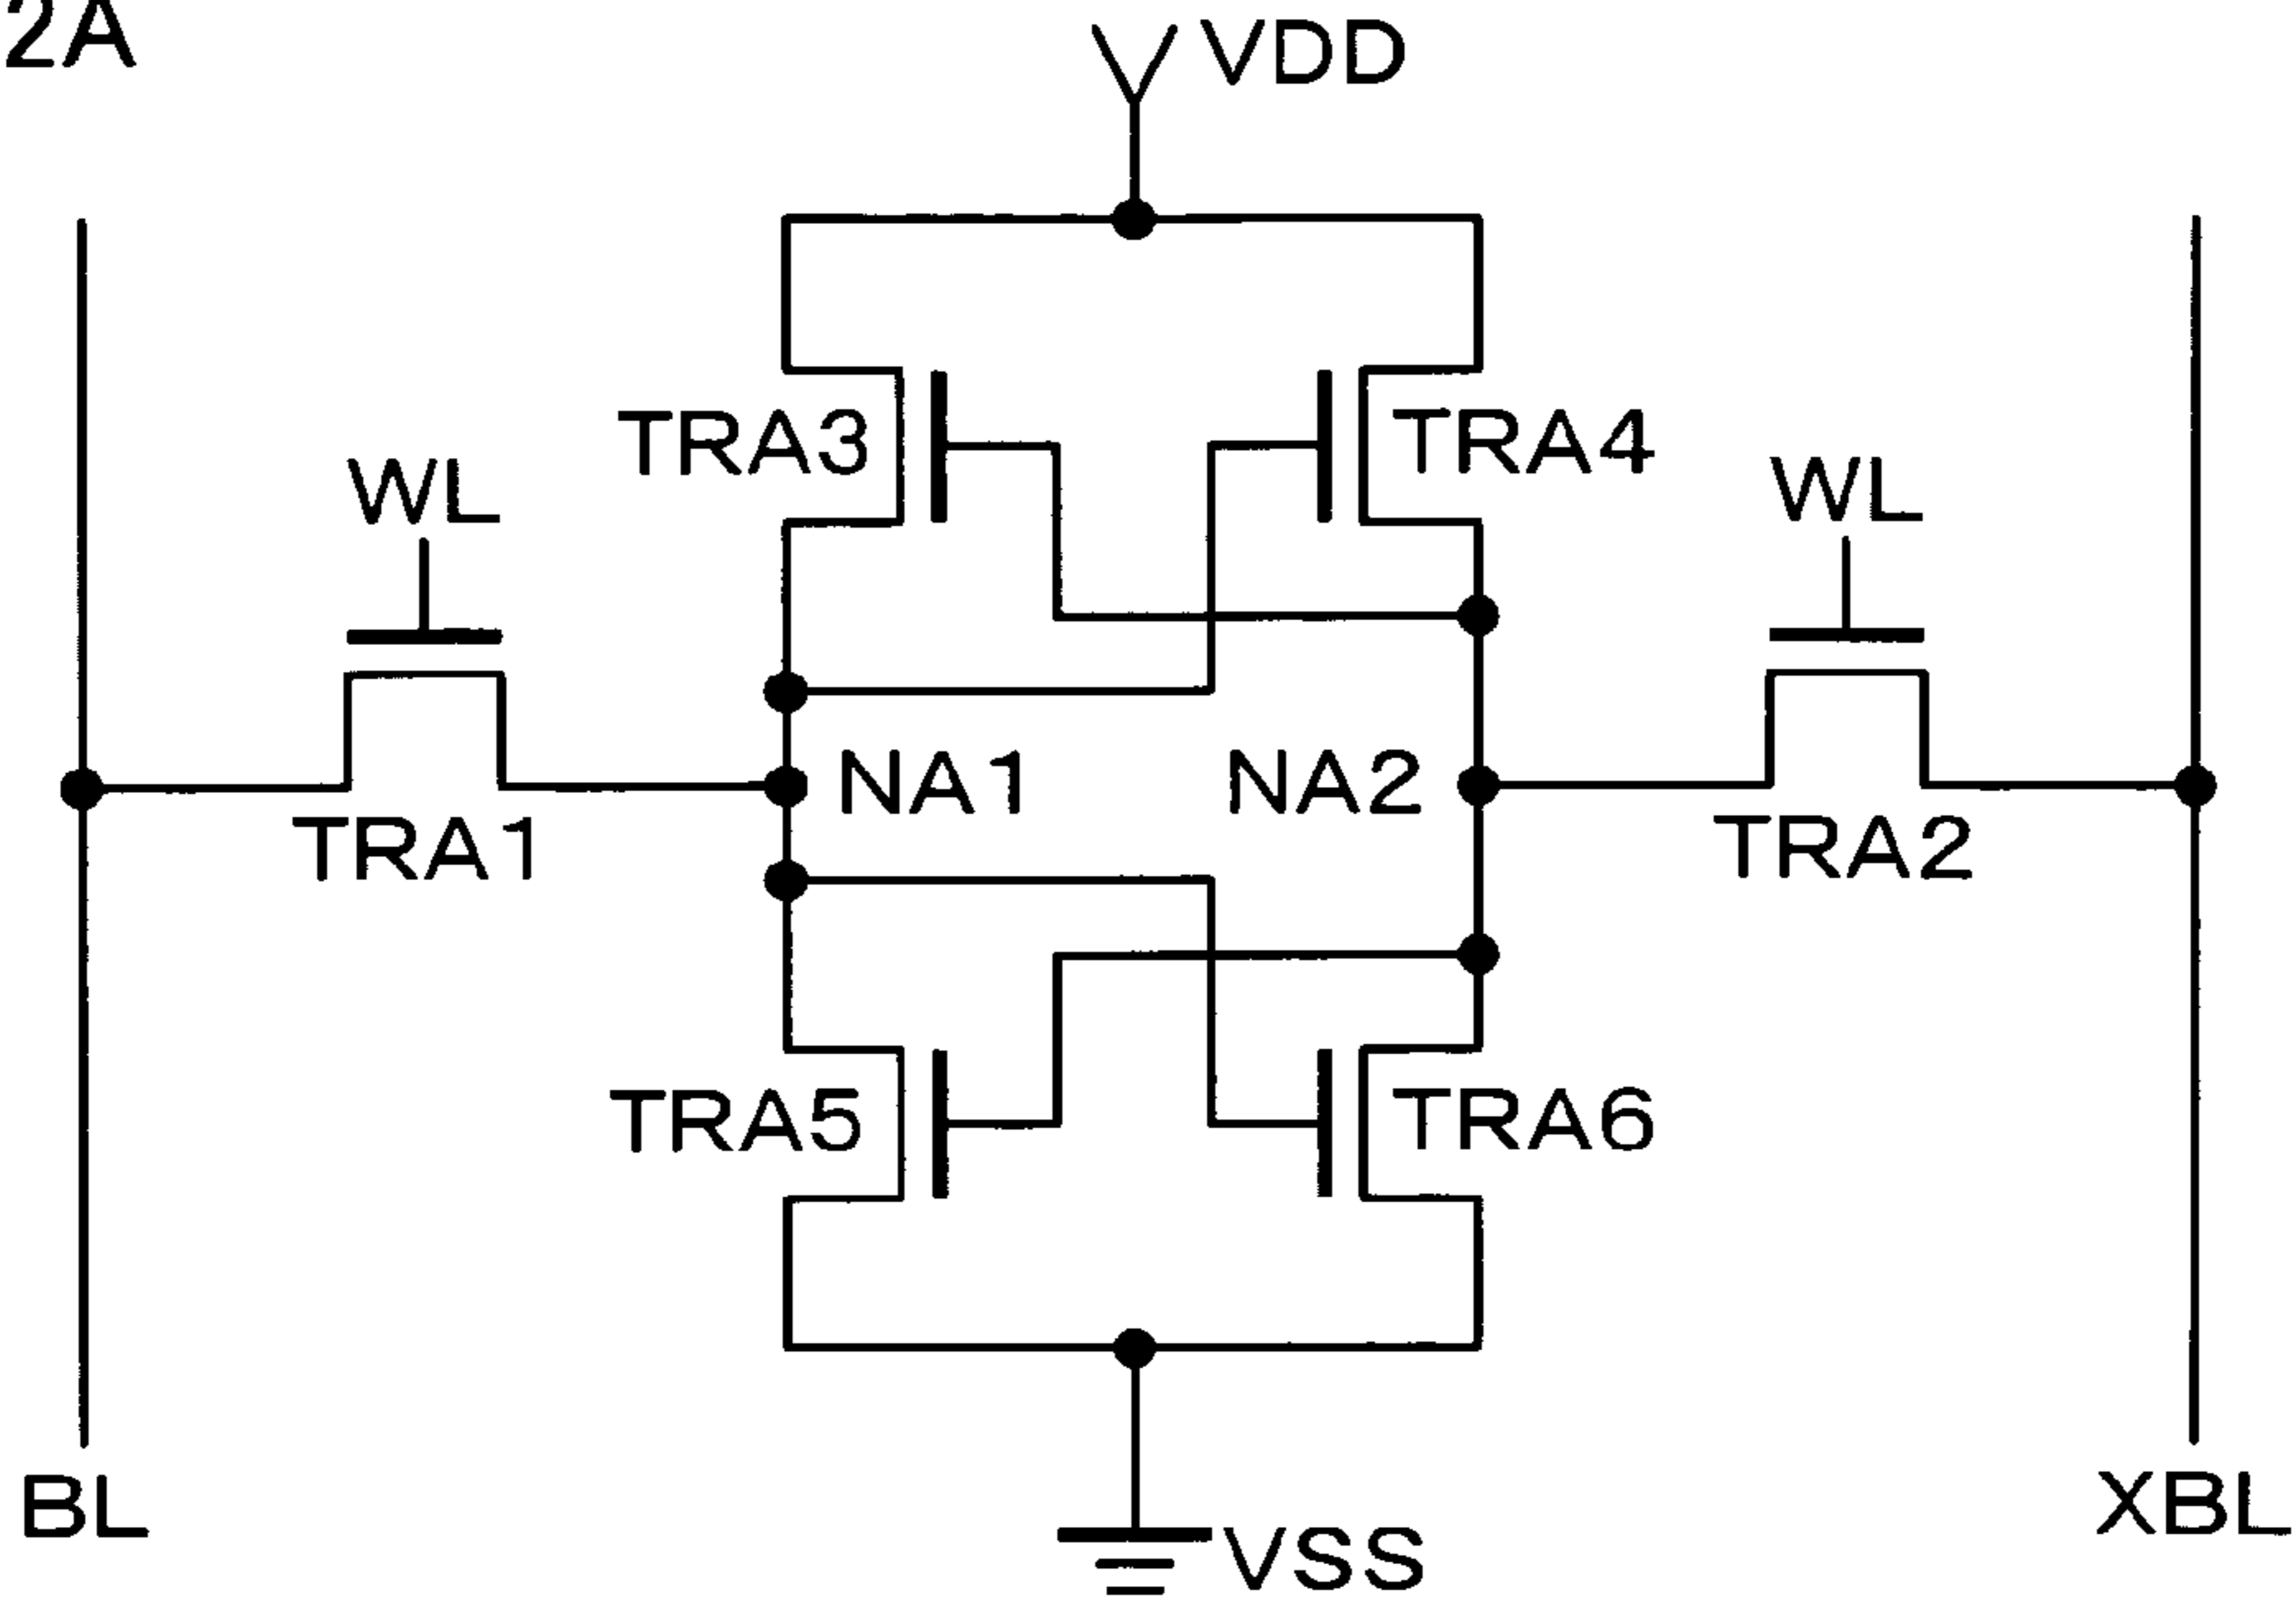 2A
VDD
TRA3
TRA4
WL
WL
NA1
NA2
TRA1
TRA2
TRA5
TRA6
BL
XBL
VSS